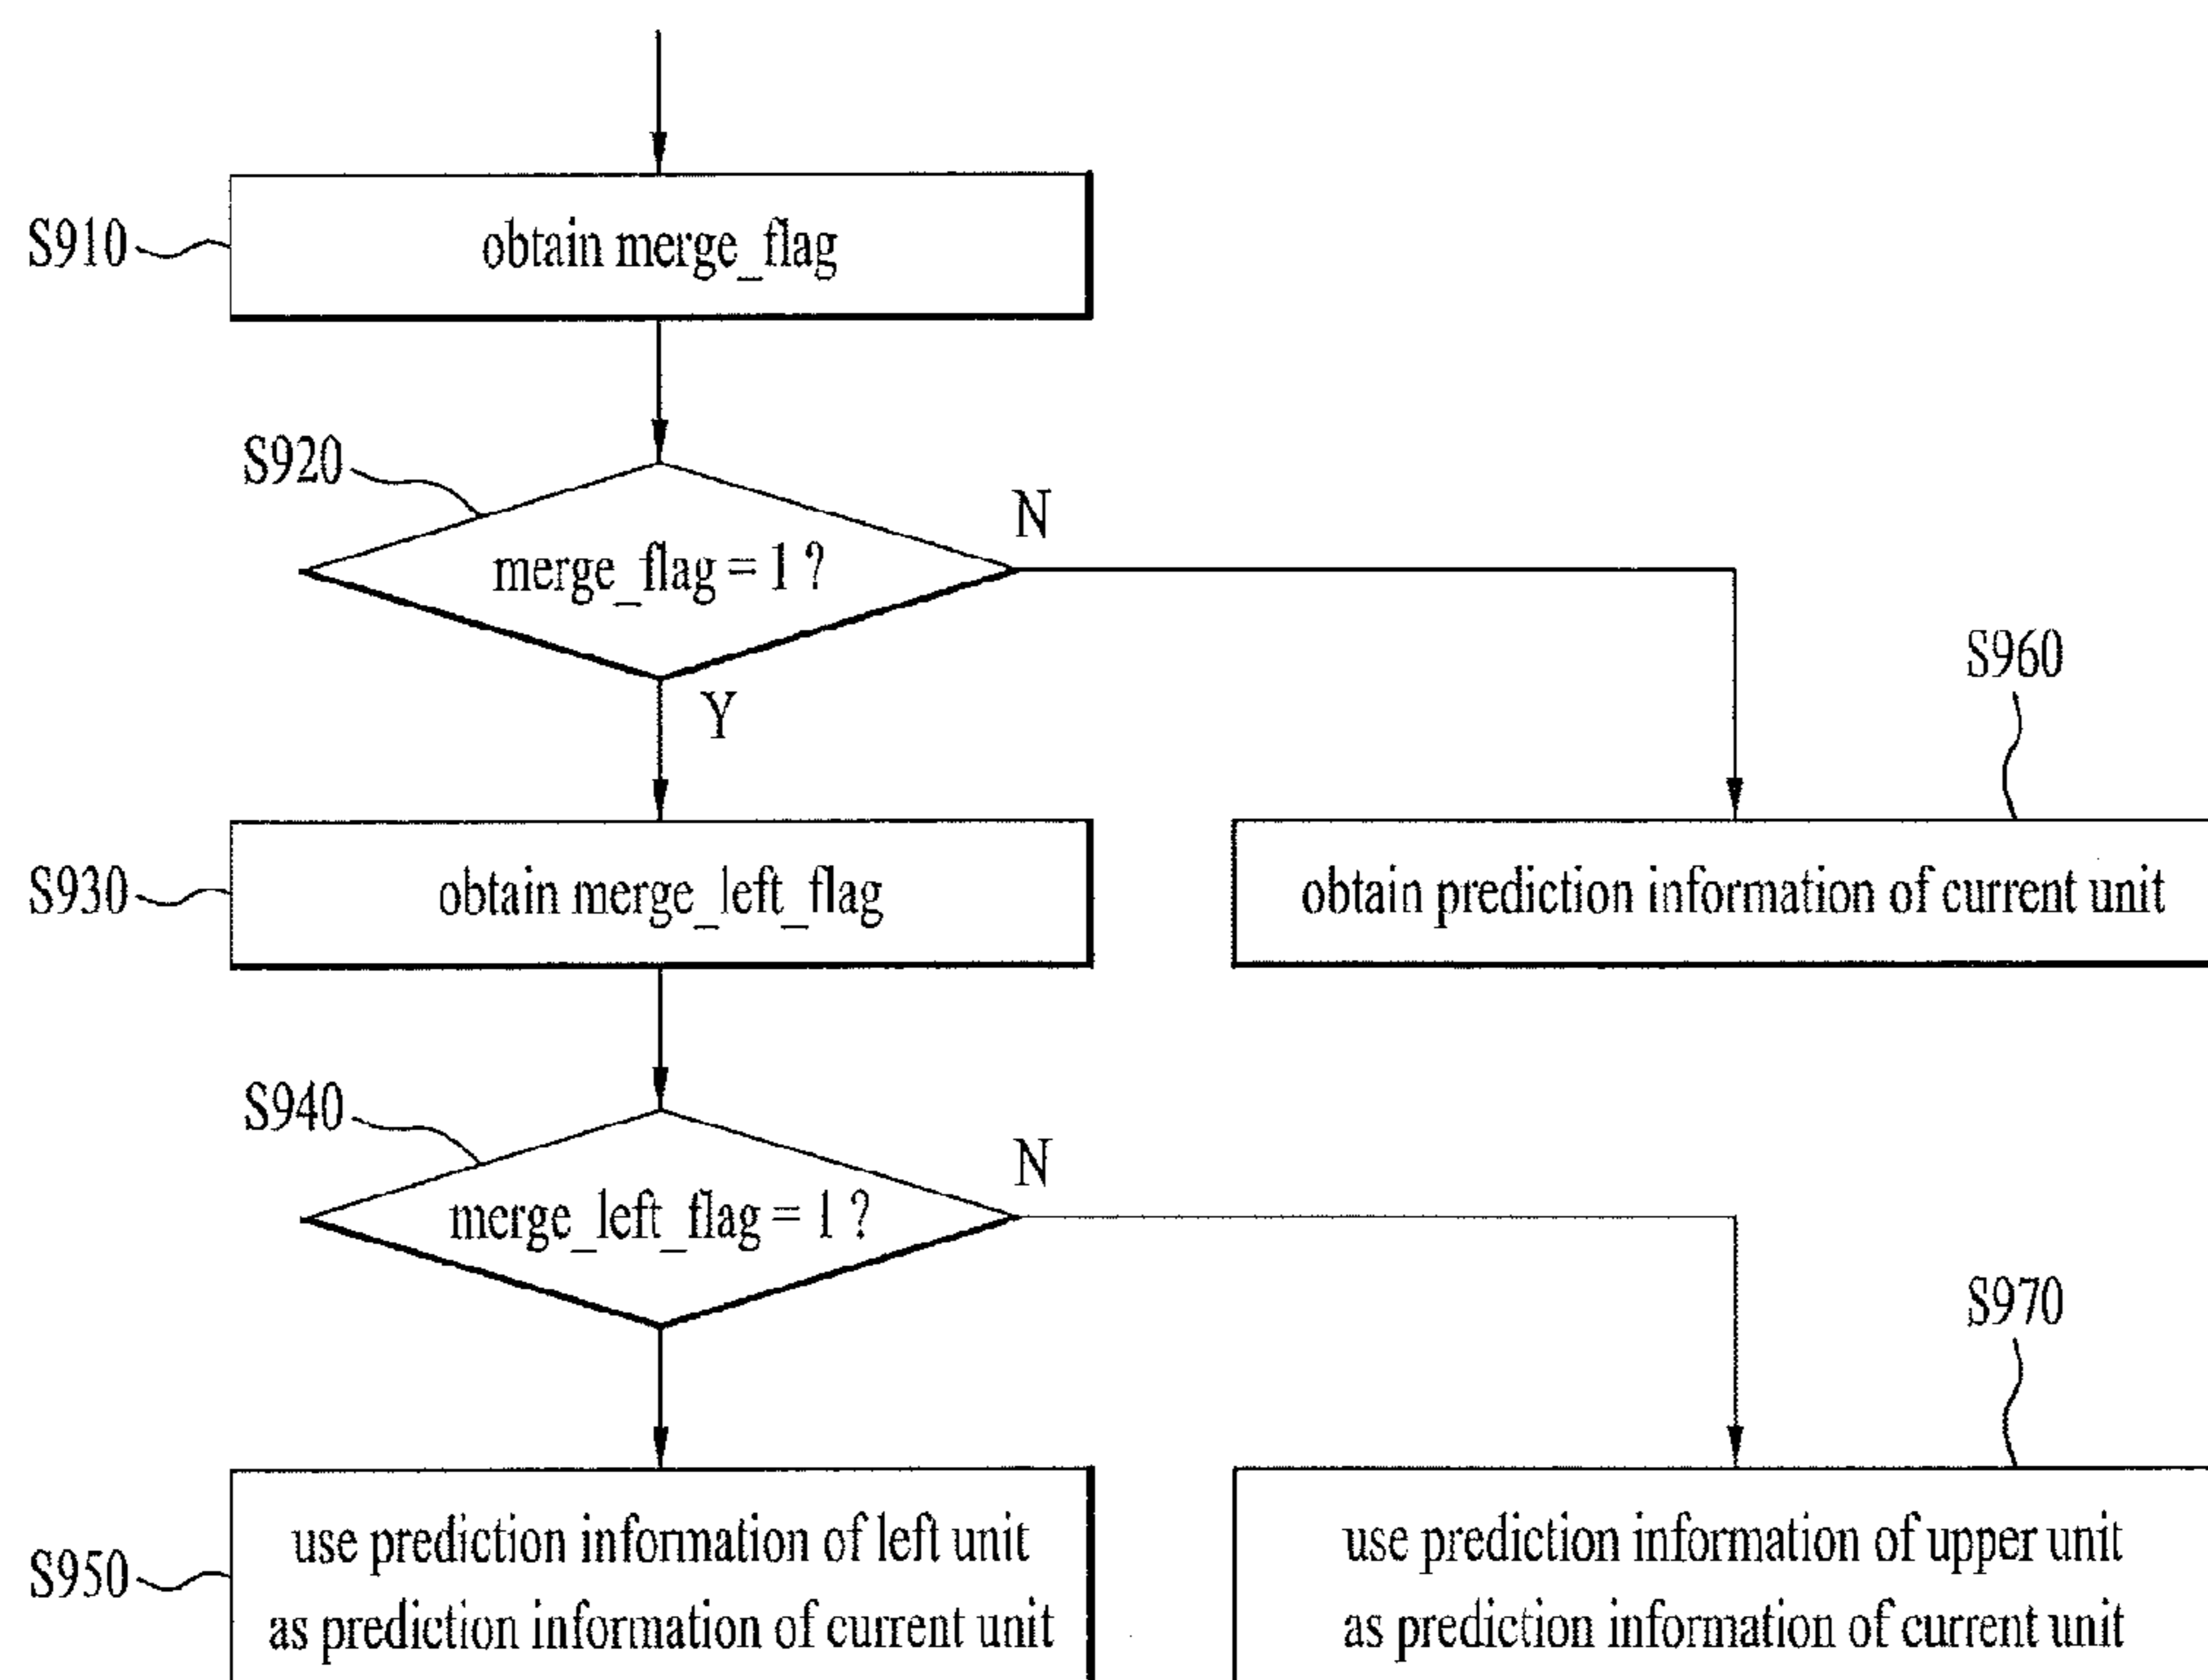 S910
obtain merge_flag
S920
merge_flag = 1 ?
N
Y
S960
S930
obtain merge_left_flag
obtain prediction information of current unit
S940
merge_left_flag = 1 ?
N
S970
S950
use prediction information of left unit
as prediction information of current unit
use prediction information of upper unit
as prediction information of current unit